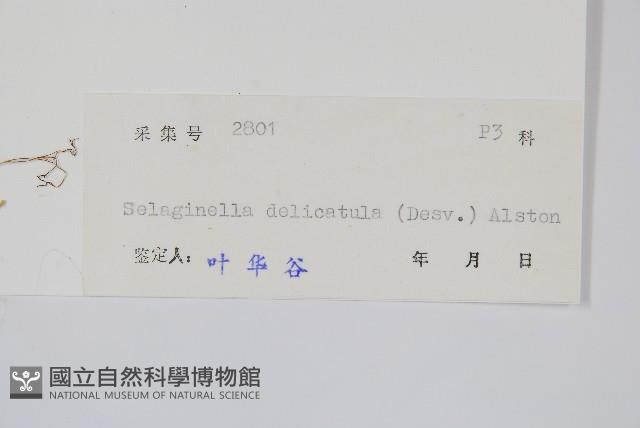 采集号 2801 P3 科
Selaginella delicatula (Desv.) Alston
鉴定人: 叶华谷 年 月 日
國立自然科學博物館
NATIONAL MUSEUM OF NATURAL SCIENCE